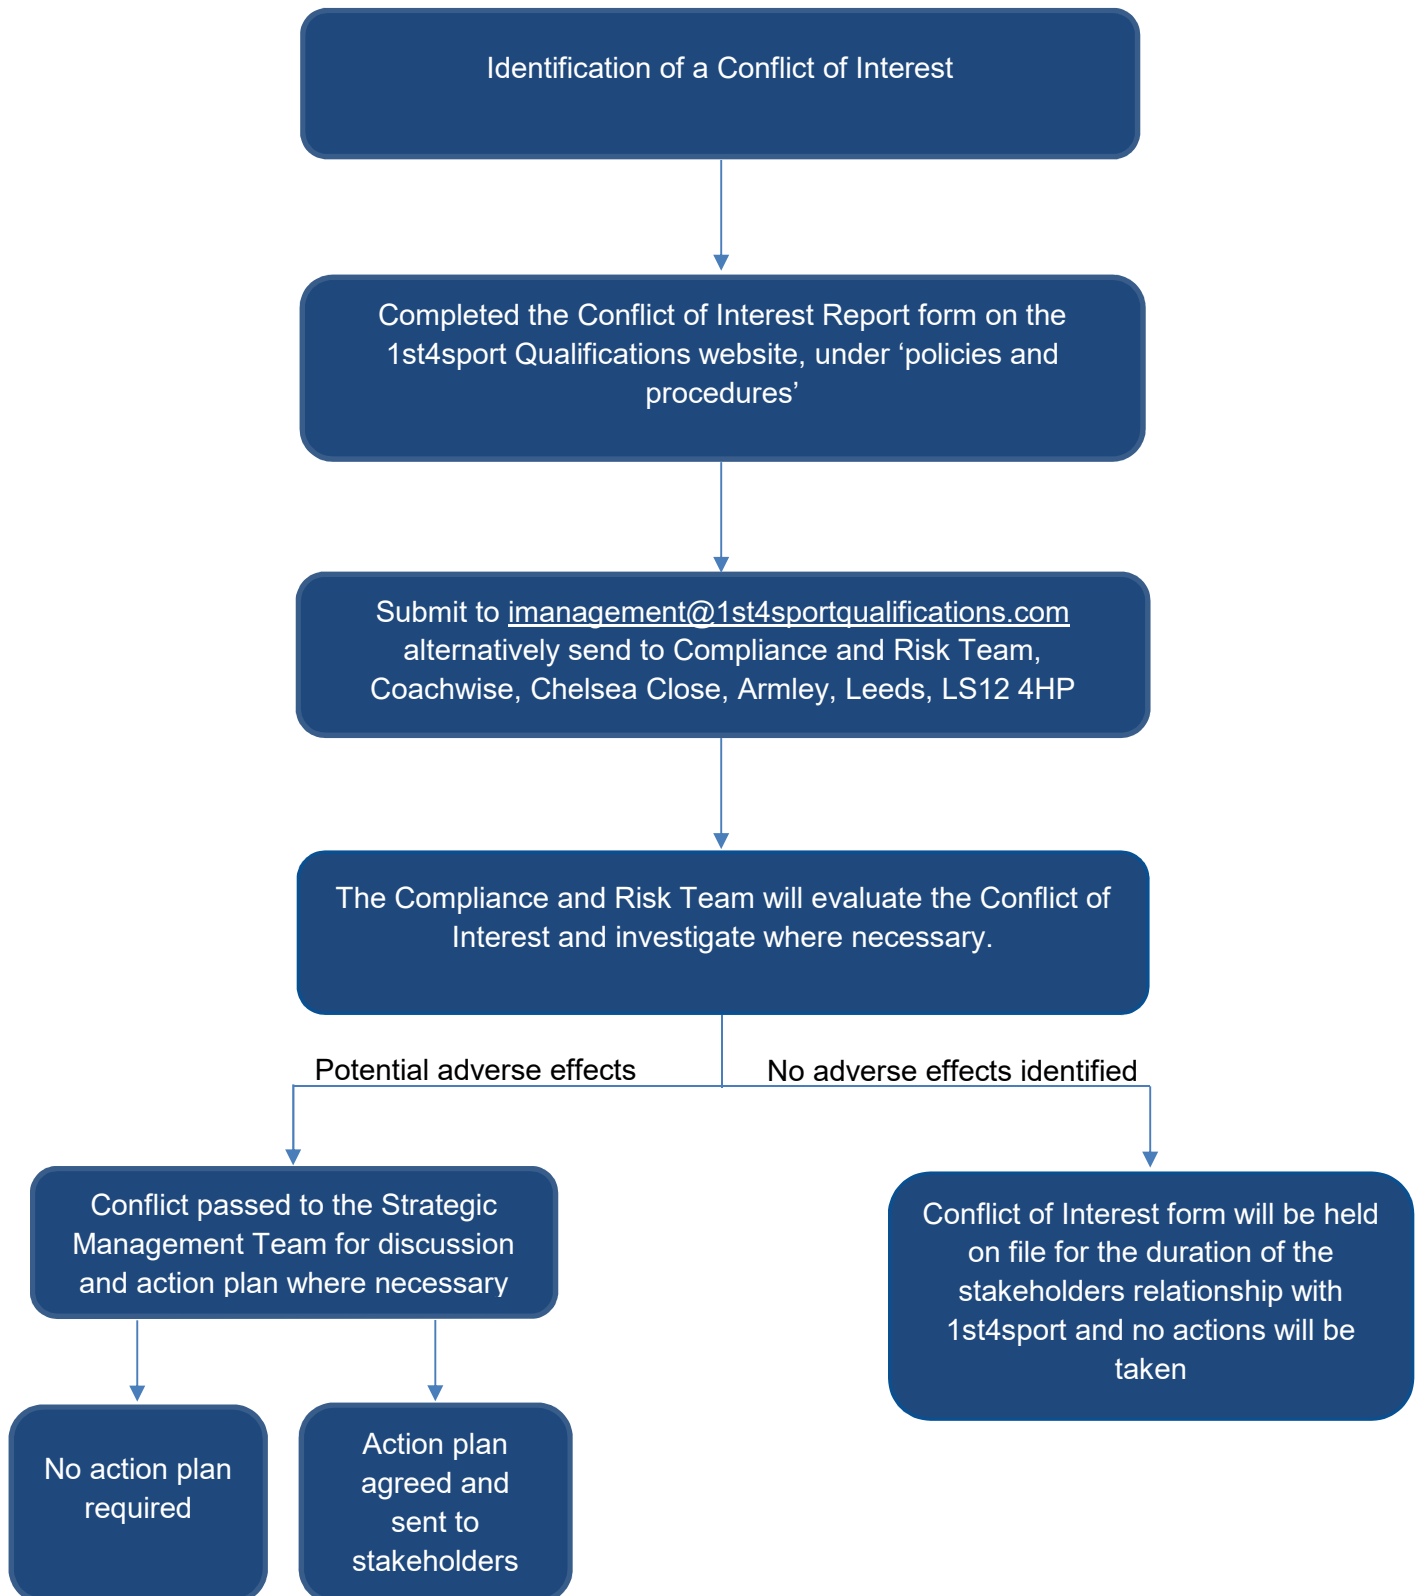 Identification of a Conflict of Interest
Completed the Conflict of Interest Report form on the
1st4sport Qualifications website, under ‘policies and
procedures’
Submit to imanagement@1st4sportqualifications.com
alternatively send to Compliance and Risk Team,
Coachwise, Chelsea Close, Armley, Leeds, LS12 4HP
The Compliance and Risk Team will evaluate the Conflict of
Interest and investigate where necessary.
Potential adverse effects
No adverse effects identified
Conflict passed to the Strategic
Management Team for discussion
and action plan where necessary
Conflict of Interest form will be held
on file for the duration of the
stakeholders relationship with
1st4sport and no actions will be
taken
No action plan
required
Action plan
agreed and
sent to
stakeholders